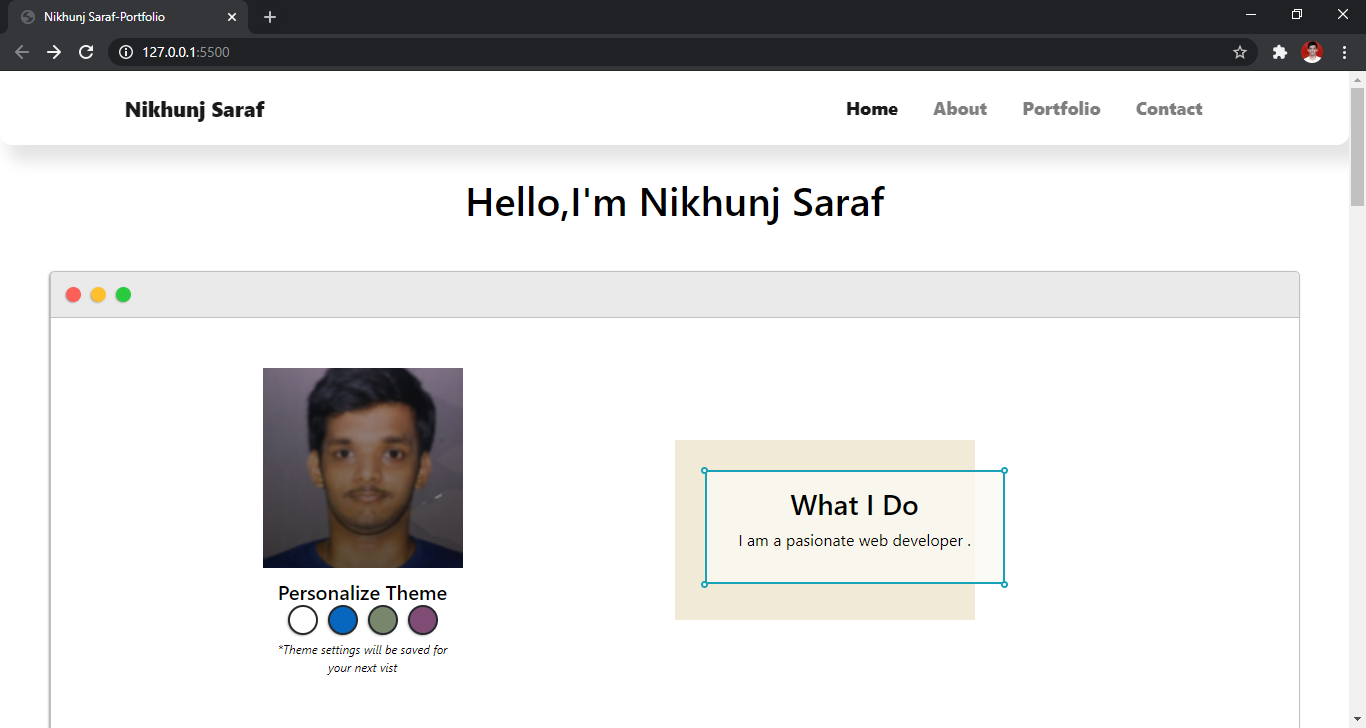 Nikhunj Saraf-Portfolio
127.0.0.1:5500
Nikhunj Saraf
Home About Portfolio Contact
Hello,I'm Nikhunj Saraf
What I Do
I am a pasionate web developer .
Personalize Theme
*Theme settings will be saved for
your next vist